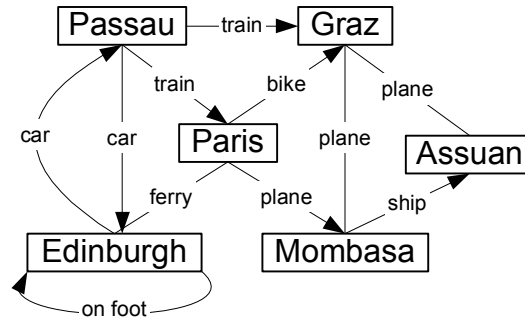 Passau
train
Graz
train
bike
plane
car
car
Paris
plane
Assuan
ferry
plane
ship
Edinburgh
Mombasa
on foot